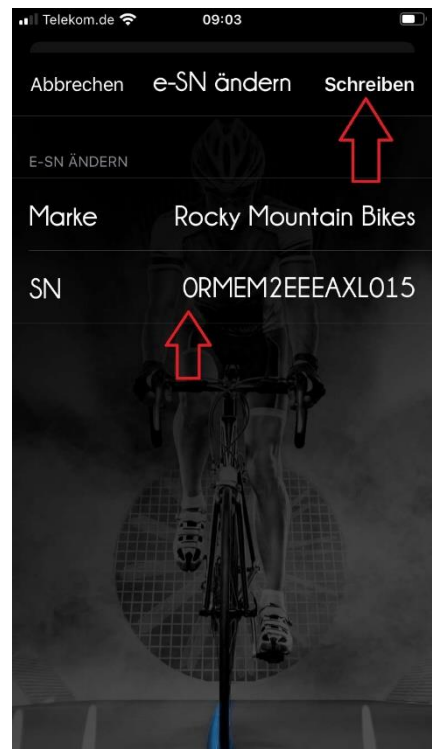 Telekom.de 09:03
Abbrechen e-SN ändern Schreiben
E-SN ÄNDERN
Marke Rocky Mountain Bikes
SN 0RMEM2EEEAXL015